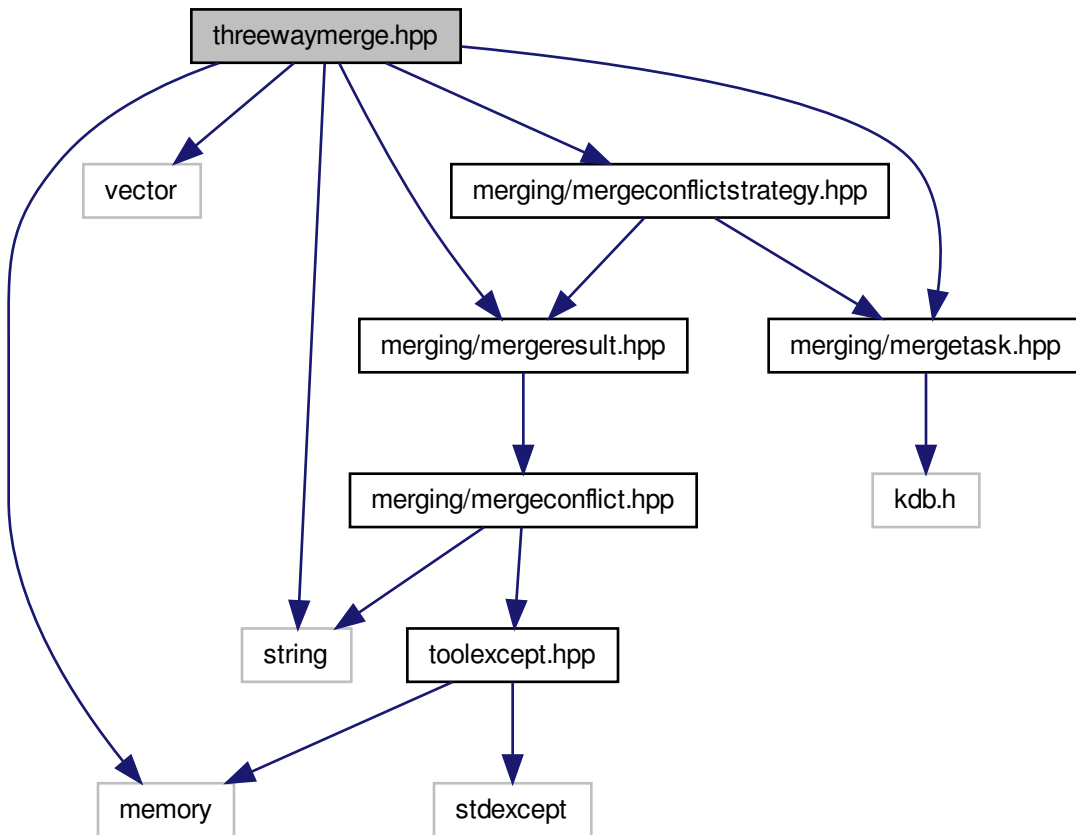 threewaymerge.hpp
vector
merging/mergeconflictstrategy.hpp
merging/mergeresult.hpp
merging/mergetask.hpp
merging/mergeconflict.hpp
kdb.h
string
toolexcept.hpp
memory
stdexcept